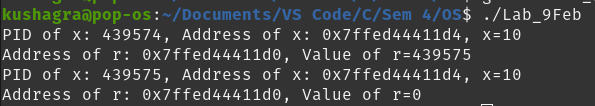 kushagra@pop-os:~/Documents/VS Code/C/Sem 4/OS$ ./Lab_9Feb
PID of x: 439574, Address of x: 0x7ffed44411d4, x=10
Address of r: 0x7ffed44411d0, Value of r=439575
PID of x: 439575, Address of x: 0x7ffed44411d4, x=10
Address of r: 0x7ffed44411d0, Value of r=0